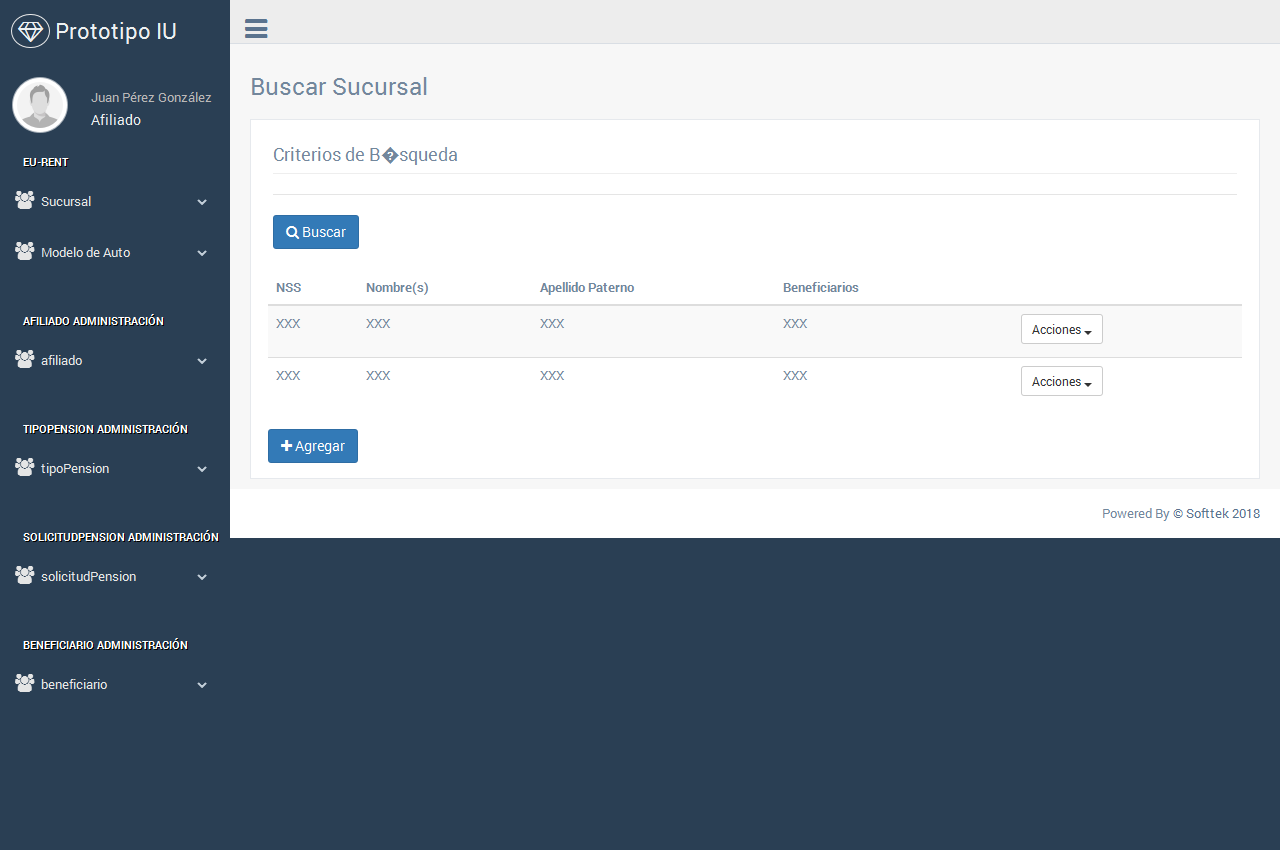 Prototipo IU
Juan Pérez González
Afiliado
EU-RENT
Sucursal
Modelo de Auto
AFILIADO ADMINISTRACIÓN
afiliado
TIPOPENSION ADMINISTRACIÓN
tipoPension
SOLICITUDPENSION ADMINISTRACIÓN
solicitudPension
BENEFICIARIO ADMINISTRACIÓN
beneficiario
Buscar Sucursal
Criterios de B�squeda
Buscar
NSS Nombre(s) Apellido Paterno Beneficiarios
XXX XXX XXX XXX Acciones
XXX XXX XXX XXX Acciones
Agregar
Powered By © Softtek 2018